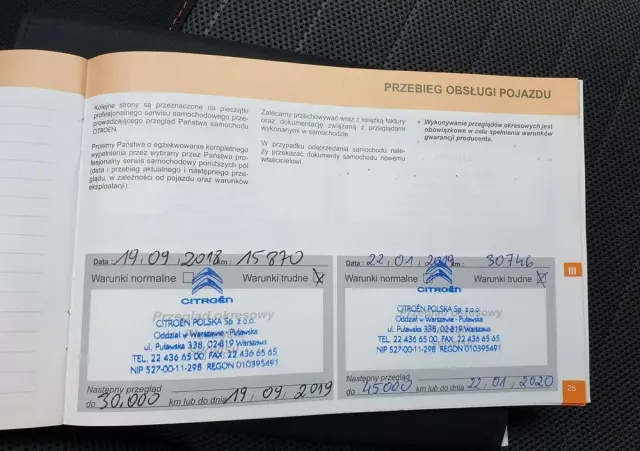 PRZEBIEG OBSŁUGI POJAZDU
Kolejne strony są przeznaczone na pieczątki
profesjonalnego serwisu samochodowego prze-
prowadzającego przegląd Państwa samochodu
CITROËN.
Prosimy Państwa o egzekwowanie kompletnego
wypełnienia przez wybrany przez Państwa pro-
fesjonalny serwis samochodowy poniższych pól
(data i przebieg aktualnego i następnego prze-
glądu, w zależności od pojazdu oraz warunków
eksploatacji).
Zalecamy przechowywać wraz z książką faktury
oraz dokumentację związaną z przeglądami
wykonanymi w samochodzie.
W przypadku odsprzedania samochodu nale-
ży przekazać dokumenty samochodu nowemu
właścicielowi.
• Wykonywanie przeglądów okresowych jest
obowiązkowe w celu spełnienia warunków
gwarancji producenta.
Data : 19.09.2018 km : 15870
Warunki normalne Warunki trudne X
CITROËN
Przegląd okresowy
CITROËN POLSKA Sp. z o.o.
Oddział w Warszawie - Puławska
ul. Puławska 338, 02-819 Warszawa
TEL. 22 436 65 00, FAX: 22 436 65 65
NIP 527-00-11-298 REGON 010395491
Następny przegląd
do 30.000 km lub do dnia 19.09.2019
Data : 22.01.2019 km : 30746
Warunki normalne Warunki trudne X
CITROËN
Przegląd okresowy
CITROËN POLSKA Sp. z o.o.
Oddział w Warszawie - Puławska
ul. Puławska 338, 02-819 Warszawa
TEL. 22 436 65 00, FAX: 22 436 65 65
NIP 527-00-11-298 REGON 010395491
Następny przegląd
do 45000 km lub do dnia 22.01.2020
III
25